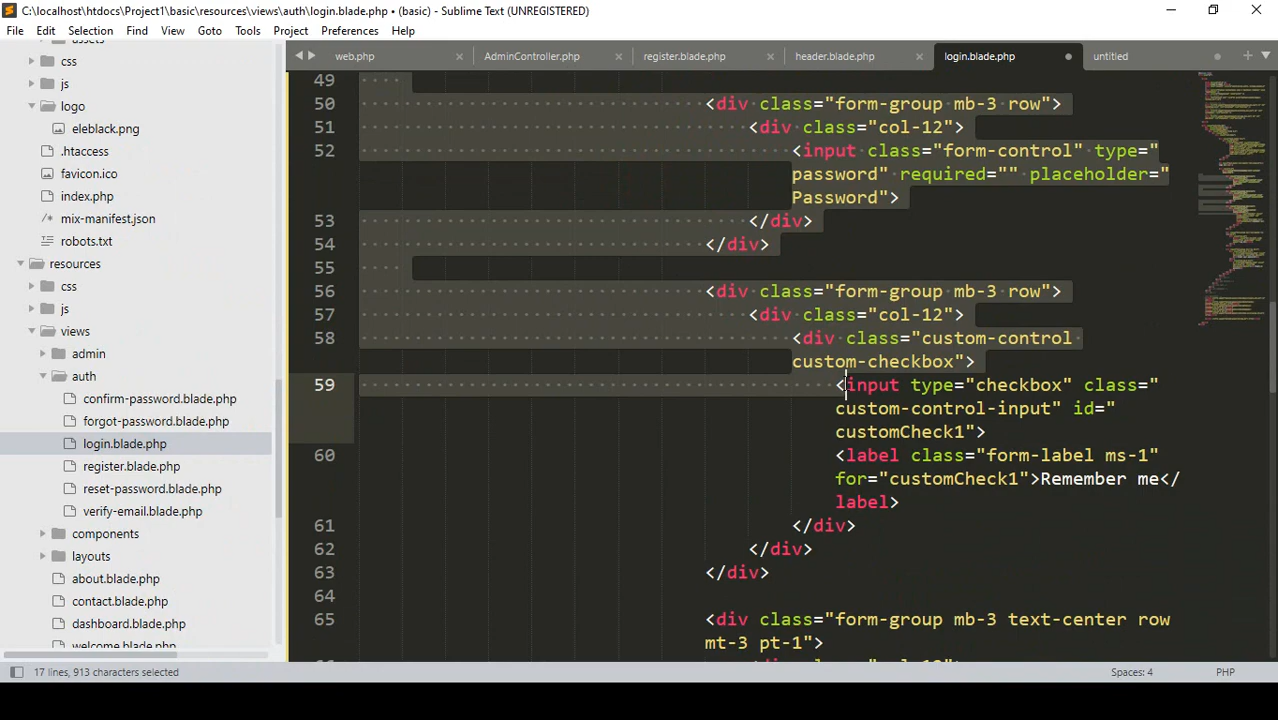 C:\localhost\htdocs\Project1\basic\resources\views\auth\login.blade.php • (basic) - Sublime Text (UNREGISTERED)
File Edit Selection Find View Goto Tools Project Preferences Help
web.php AdminController.php register.blade.php header.blade.php login.blade.php untitled
assets
css
js
logo
eleblack.png
.htaccess
favicon.ico
index.php
/* mix-manifest.json
robots.txt
resources
css
js
views
admin
auth
confirm-password.blade.php
forgot-password.blade.php
login.blade.php
register.blade.php
reset-password.blade.php
verify-email.blade.php
components
layouts
about.blade.php
contact.blade.php
dashboard.blade.php
welcome.blade.php
49
50 <div class="form-group mb-3 row">
51 <div class="col-12">
52 <input class="form-control" type="
password" required="" placeholder="
Password">
53 </div>
54 </div>
55
56 <div class="form-group mb-3 row">
57 <div class="col-12">
58 <div class="custom-control
custom-checkbox">
59 <input type="checkbox" class="
custom-control-input" id="
customCheck1">
60 <label class="form-label ms-1"
for="customCheck1">Remember me</
label>
61 </div>
62 </div>
63 </div>
64
65 <div class="form-group mb-3 text-center row
mt-3 pt-1">
17 lines, 913 characters selected
Spaces: 4 PHP